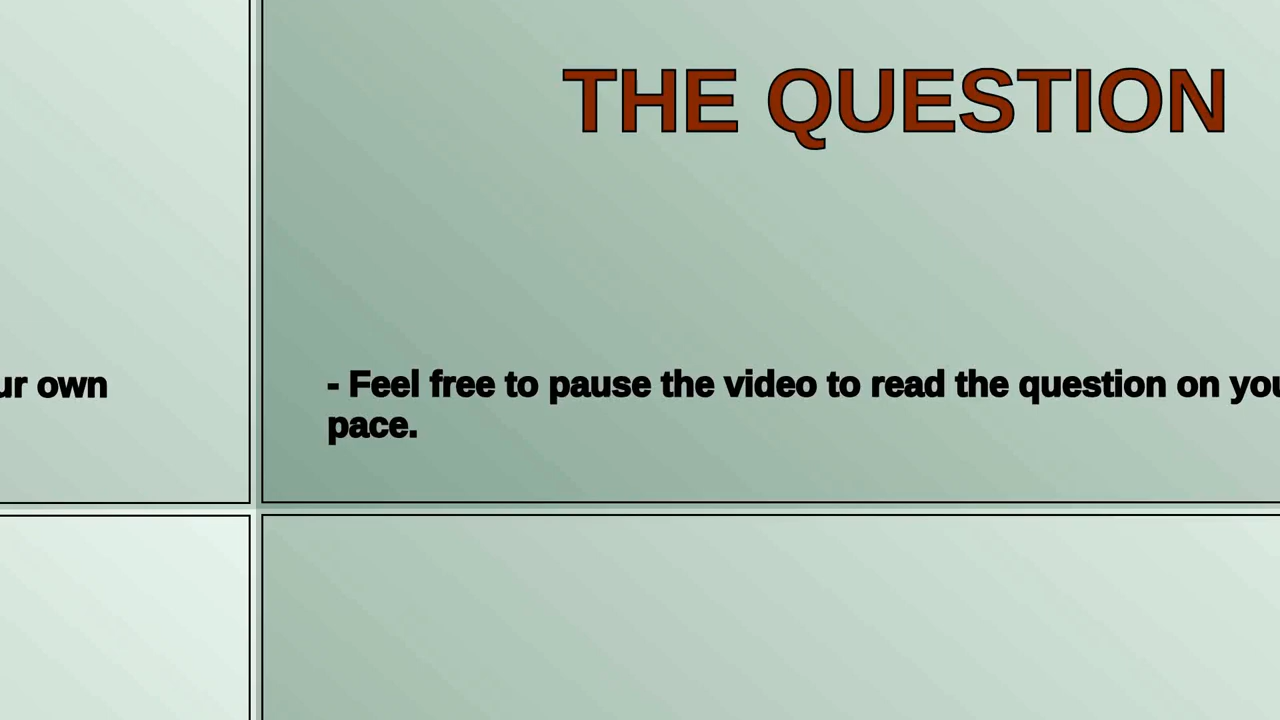 THE QUESTION
ur own
- Feel free to pause the video to read the question on you
pace.